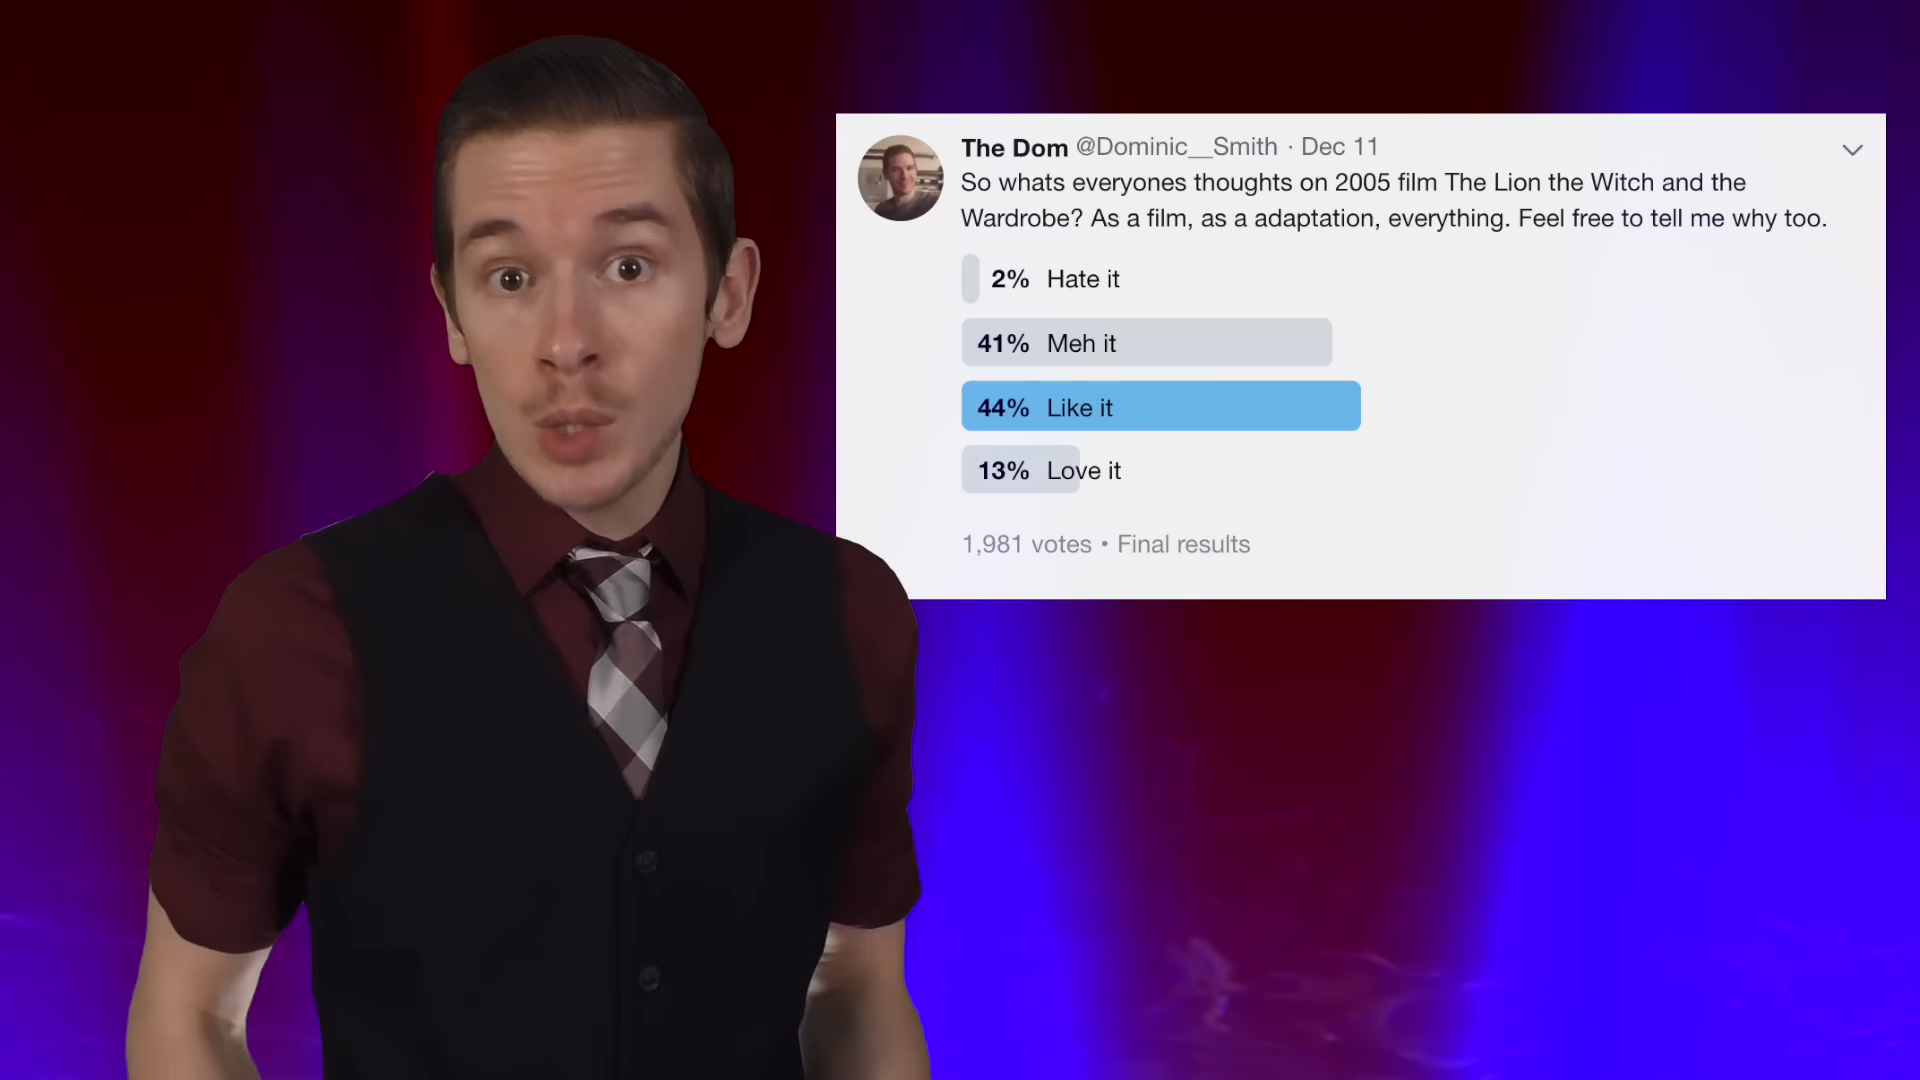 The Dom @Dominic__Smith · Dec 11
So whats everyones thoughts on 2005 film The Lion the Witch and the
Wardrobe? As a film, as a adaptation, everything. Feel free to tell me why too.
2% Hate it
41% Meh it
44% Like it
13% Love it
1,981 votes • Final results